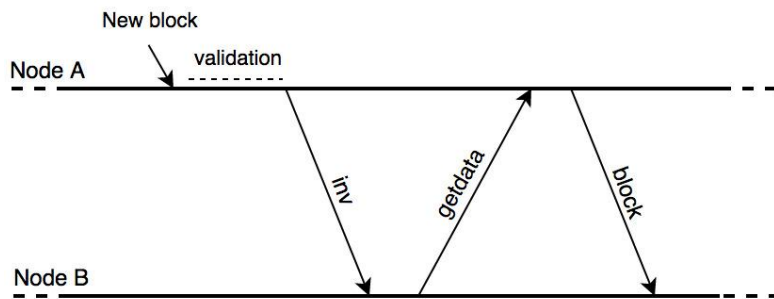 New block
validation
Node A
inv
getdata
block
Node B